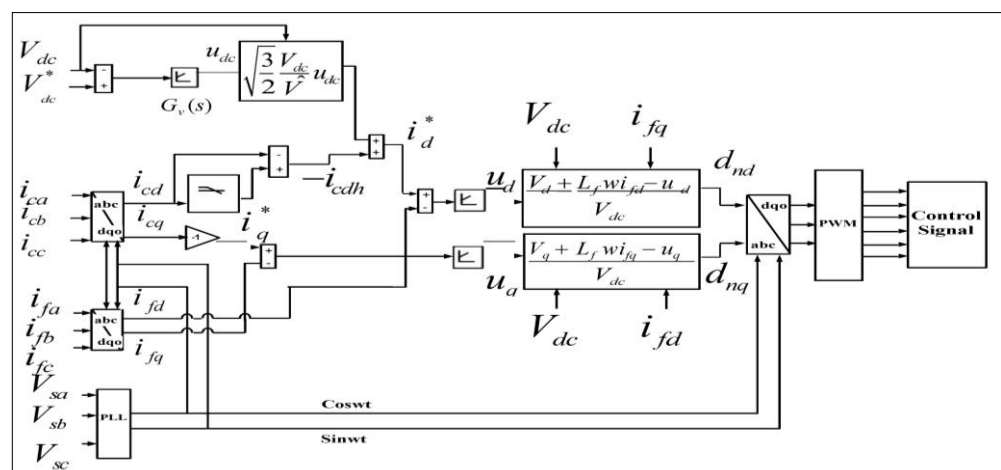 V_dc
V*_dc
-
+
G_v(s)
u_dc
√(3/2) V_dc/V̂ u_dc
+
+
i*_d
i_ca
i_cb
i_cc
abc
dqo
i_cd
i_cq
-
+
-i_cdh
-1
i*_q
+
-
+
-
i_fa
i_fb
i_fc
abc
dqo
i_fd
i_fq
V_sa
V_sb
V_sc
PLL
Coswt
Sinwt
V_dc
i_fq
u_d
V_d + L_f wi_fd - u_d
V_dc
d_nd
u_q
V_q + L_f wi_fq - u_q
V_dc
d_nq
V_dc
i_fd
dqo
abc
PWM
Control
Signal